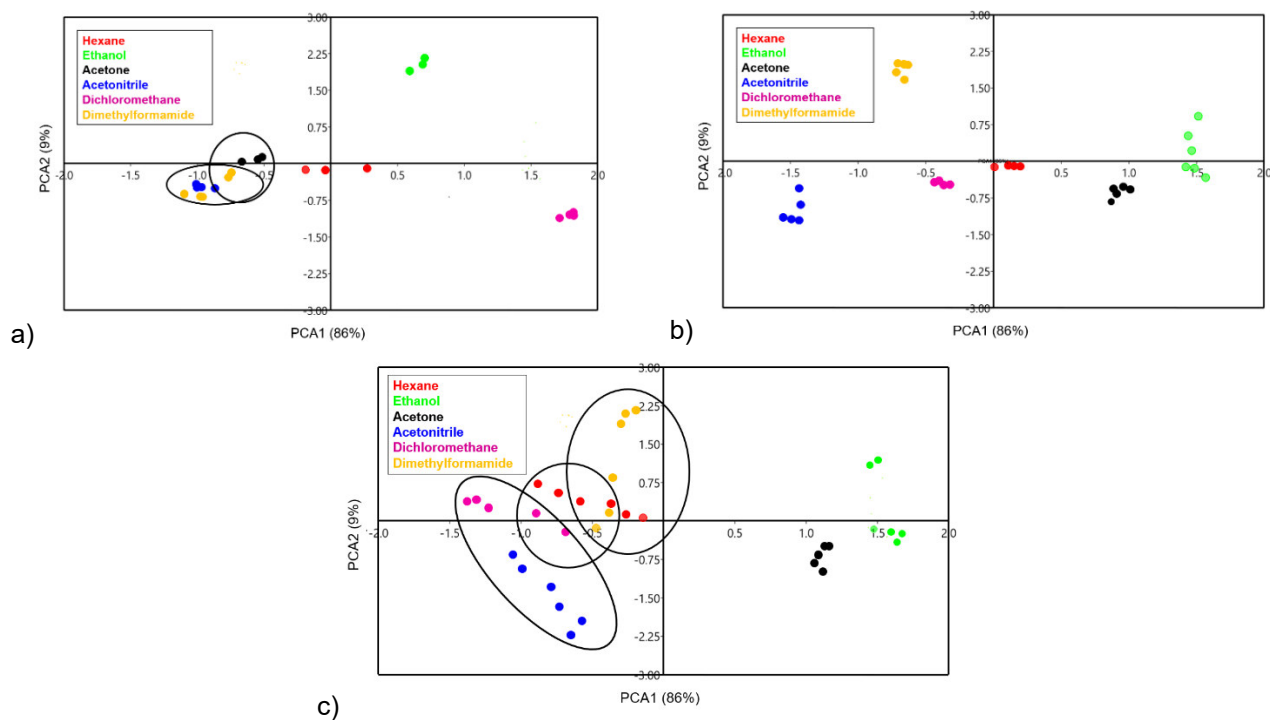 3.00
Hexane
Ethanol
Acetone
Acetonitrile
Dichloromethane
Dimethylformamide
2.25
1.50
0.75
PCA2 (9%)
-2.0 -1.5 -1.0 -0.5 0.5 1.0 1.5 2.0
-0.75
-1.50
-2.25
-3.00
PCA1 (86%)
a)
3.00
Hexane
Ethanol
Acetone
Acetonitrile
Dichloromethane
Dimethylformamide
2.25
1.50
0.75
PCA2 (9%)
-2.0 -1.5 -1.0 -0.5 0.5 1.0 1.5 2.0
-0.75
-1.50
-2.25
-3.00
PCA1 (86%)
b)
3.00
Hexane
Ethanol
Acetone
Acetonitrile
Dichloromethane
Dimethylformamide
2.25
1.50
0.75
PCA2 (9%)
-2.0 -1.5 -1.0 -0.5 0.5 1.0 1.5 2.0
-0.75
-1.50
-2.25
-3.00
PCA1 (86%)
c)